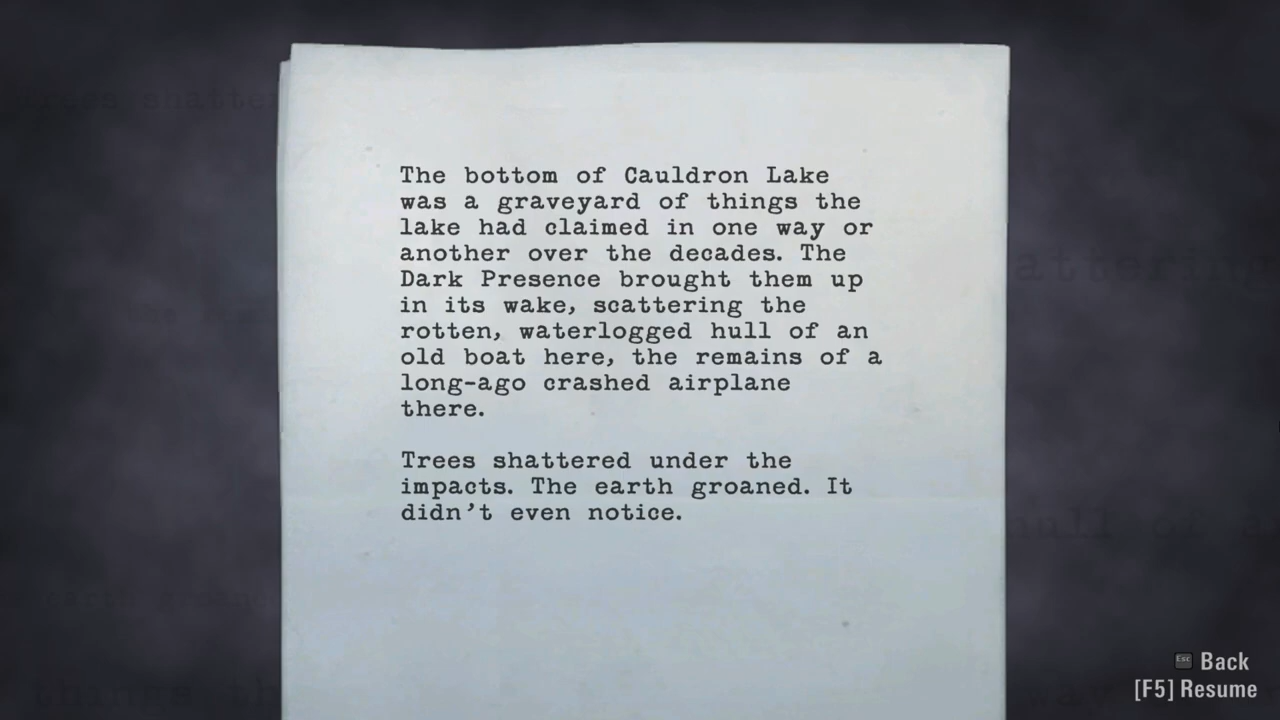 The bottom of Cauldron Lake
was a graveyard of things the
lake had claimed in one way or
another over the decades. The
Dark Presence brought them up
in its wake, scattering the
rotten, waterlogged hull of an
old boat here, the remains of a
long-ago crashed airplane
there.
Trees shattered under the
impacts. The earth groaned. It
didn't even notice.
Esc Back
[F5] Resume